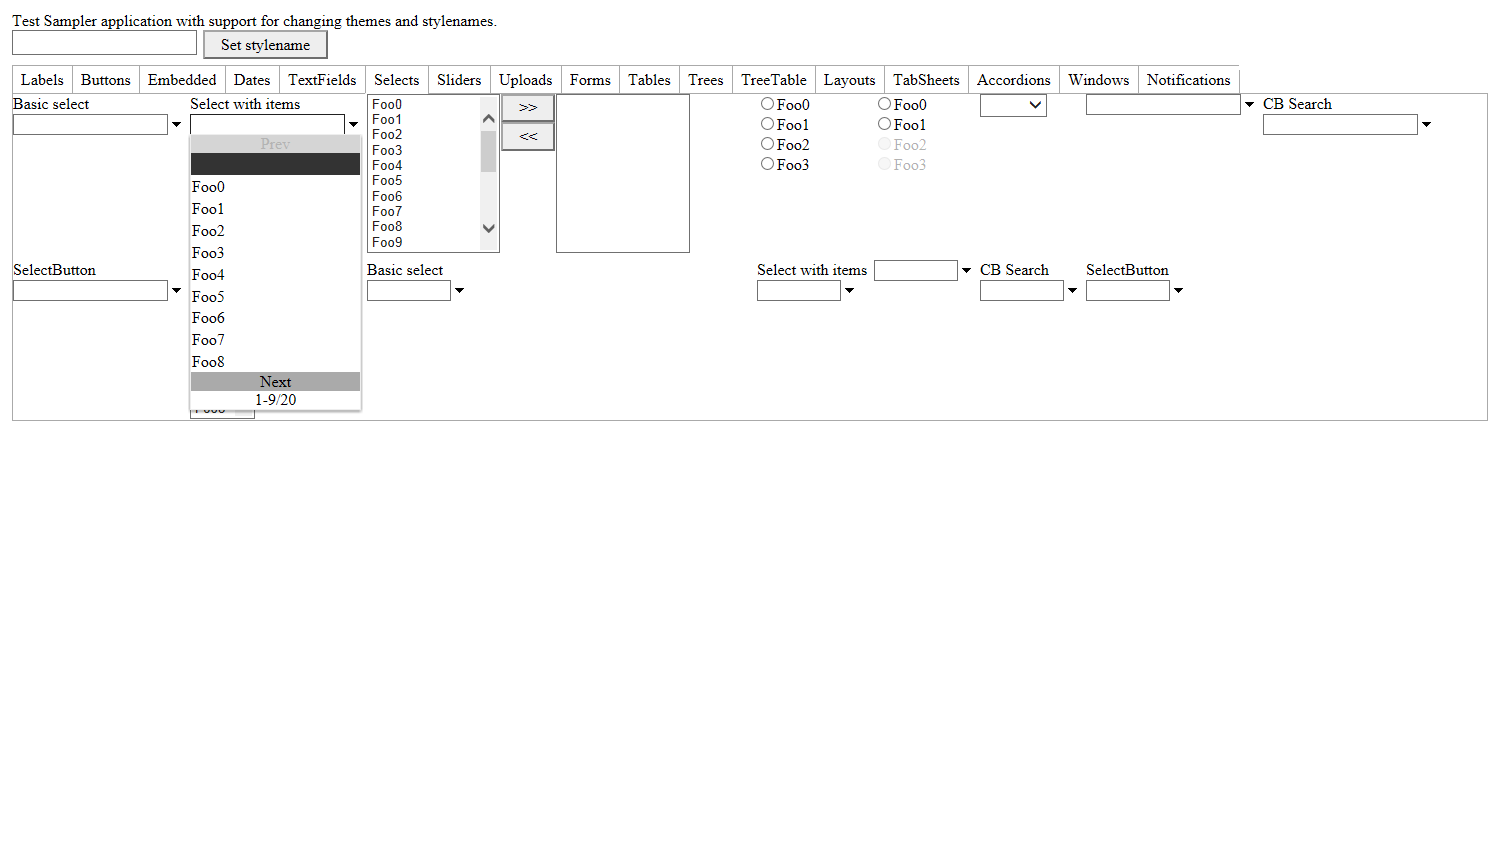 Test Sampler application with support for changing themes and stylenames.
Set stylename
Labels Buttons Embedded Dates TextFields Selects Sliders Uploads Forms Tables Trees TreeTable Layouts TabSheets Accordions Windows Notifications
Basic select
Select with items
Prev
Foo0
Foo1
Foo2
Foo3
Foo4
Foo5
Foo6
Foo7
Foo8
Next
1-9/20
Foo0
Foo1
Foo2
Foo3
Foo4
Foo5
Foo6
Foo7
Foo8
Foo9
>>
<<
Foo0
Foo1
Foo2
Foo3
Foo0
Foo1
Foo2
Foo3
CB Search
SelectButton
Basic select
Select with items
CB Search
SelectButton